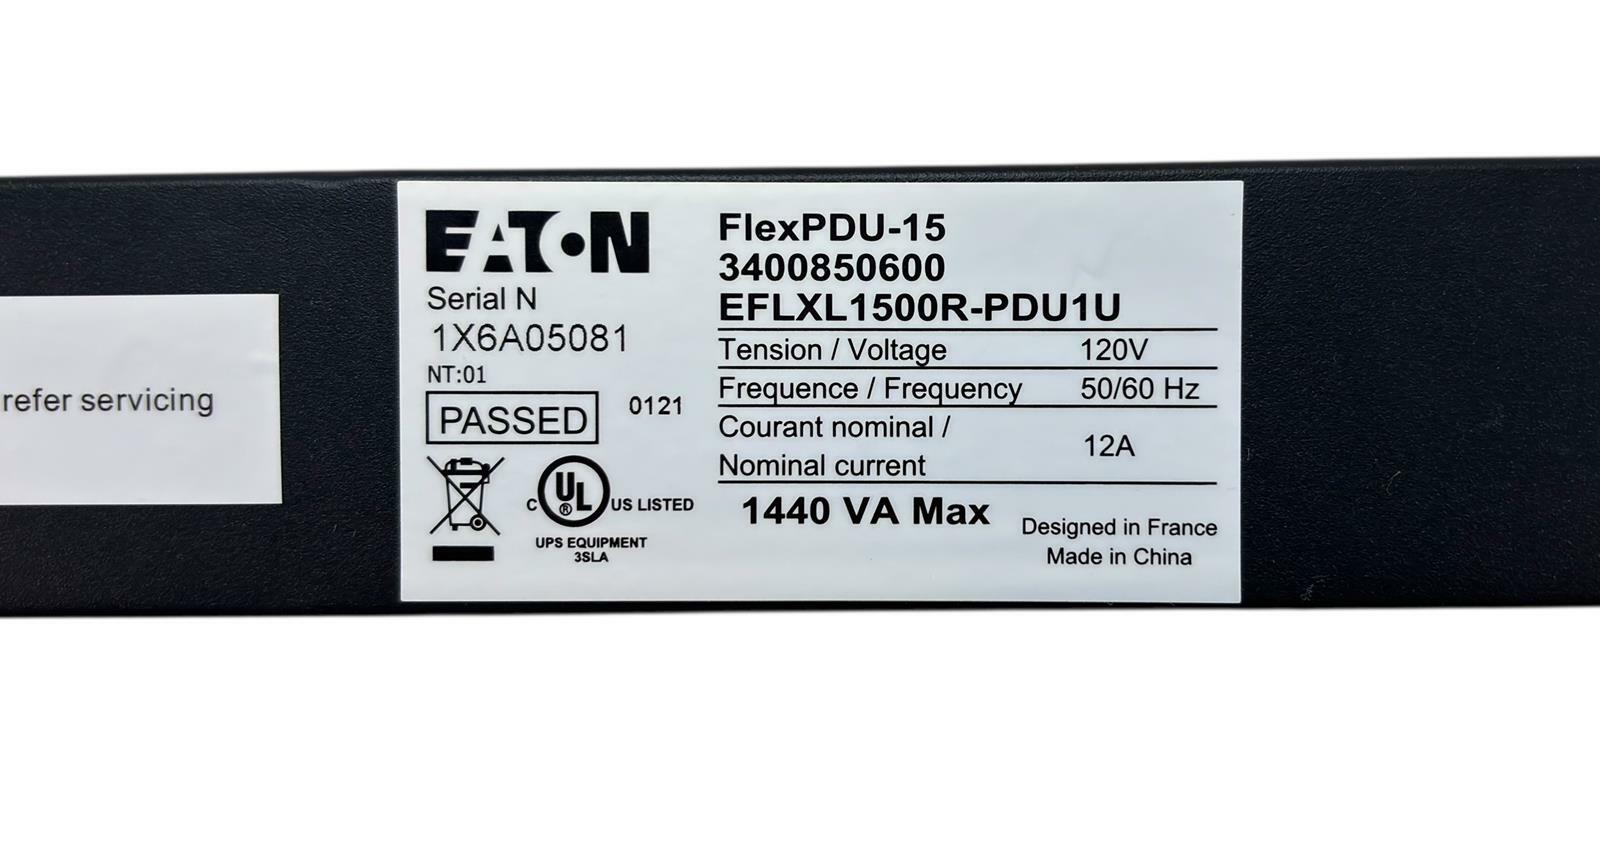 refer servicing
EATON
Serial N
1X6A05081
NT:01
PASSED
0121
C UL ® US LISTED
UPS EQUIPMENT
3SLA
FlexPDU-15
3400850600
EFLXL1500R-PDU1U
Tension / Voltage 120V
Frequence / Frequency 50/60 Hz
Courant nominal /
Nominal current 12A
1440 VA Max
Designed in France
Made in China